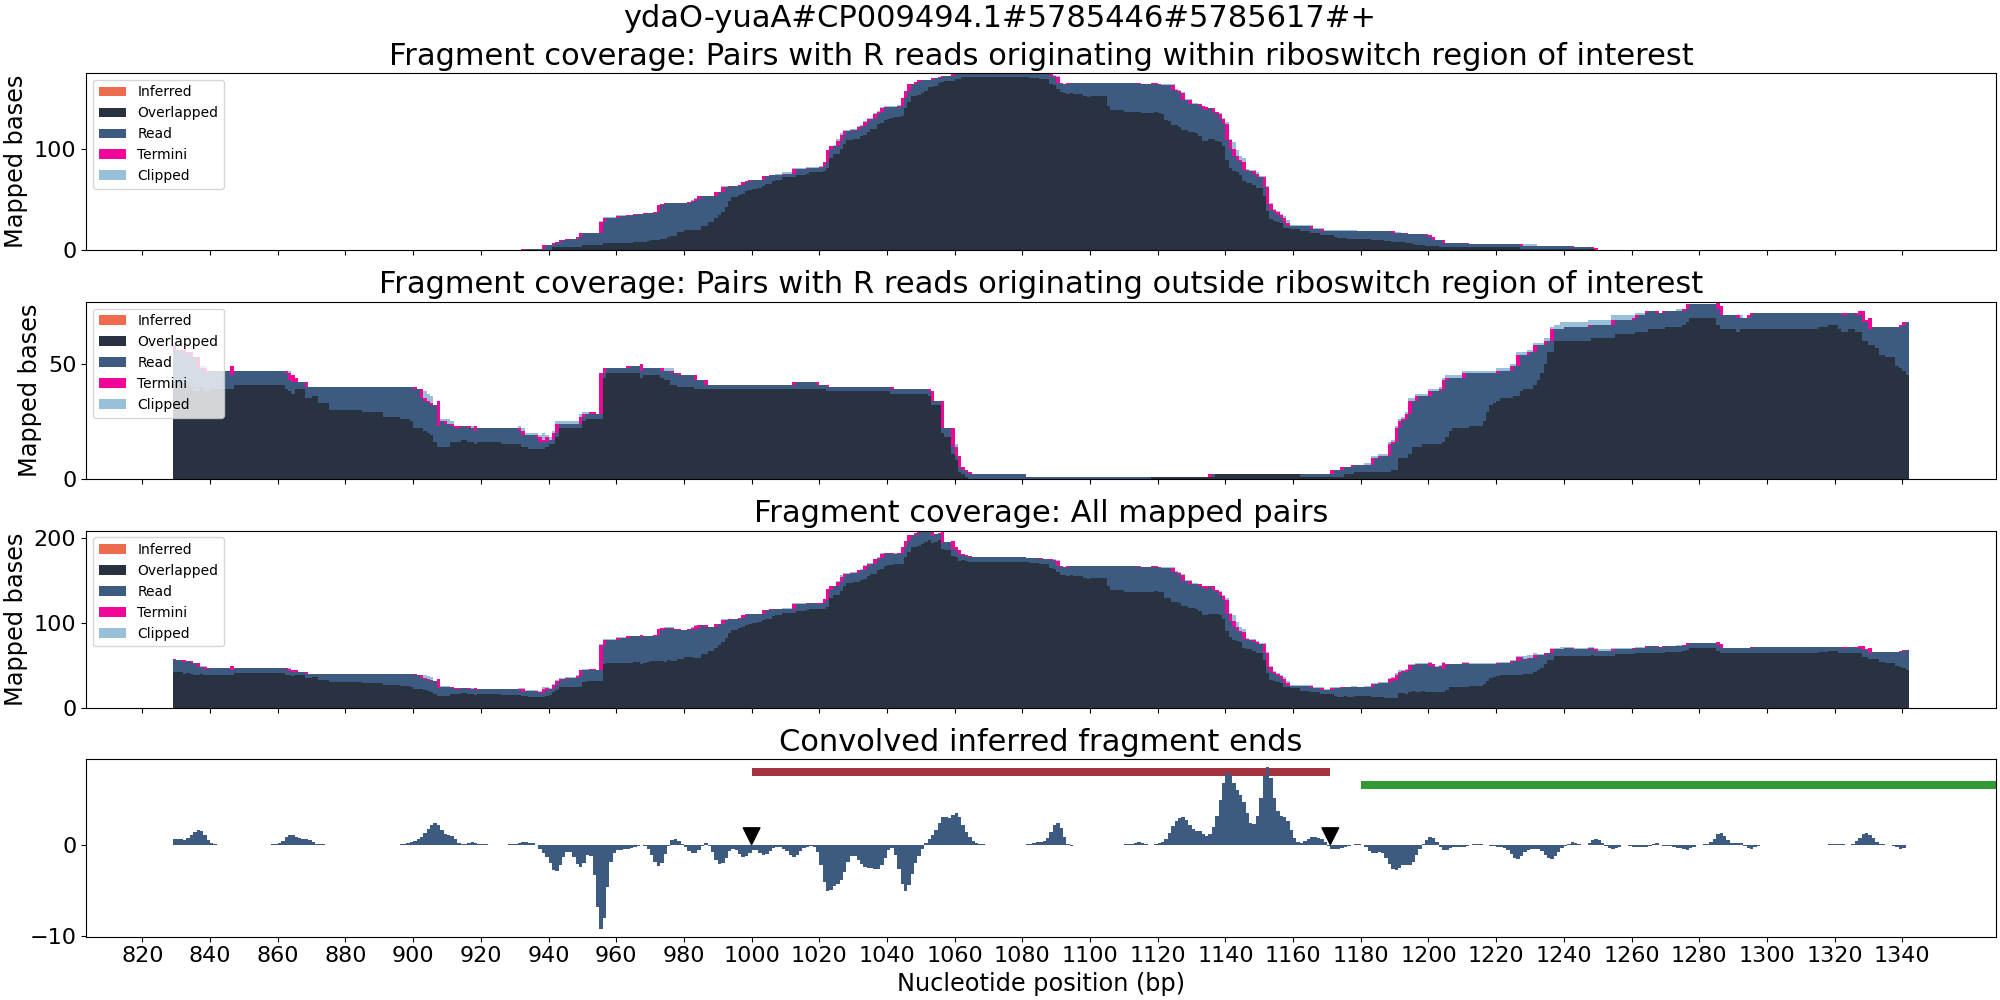 ydaO-yuaA#CP009494.1#5785446#5785617#+
Fragment coverage: Pairs with R reads originating within riboswitch region of interest
Mapped bases
100
0
Inferred
Overlapped
Read
Termini
Clipped
Fragment coverage: Pairs with R reads originating outside riboswitch region of interest
Mapped bases
50
0
Inferred
Overlapped
Read
Termini
Clipped
Fragment coverage: All mapped pairs
Mapped bases
200
100
0
Inferred
Overlapped
Read
Termini
Clipped
Convolved inferred fragment ends
0
−10
820 840 860 880 900 920 940 960 980 1000 1020 1040 1060 1080 1100 1120 1140 1160 1180 1200 1220 1240 1260 1280 1300 1320 1340
Nucleotide position (bp)